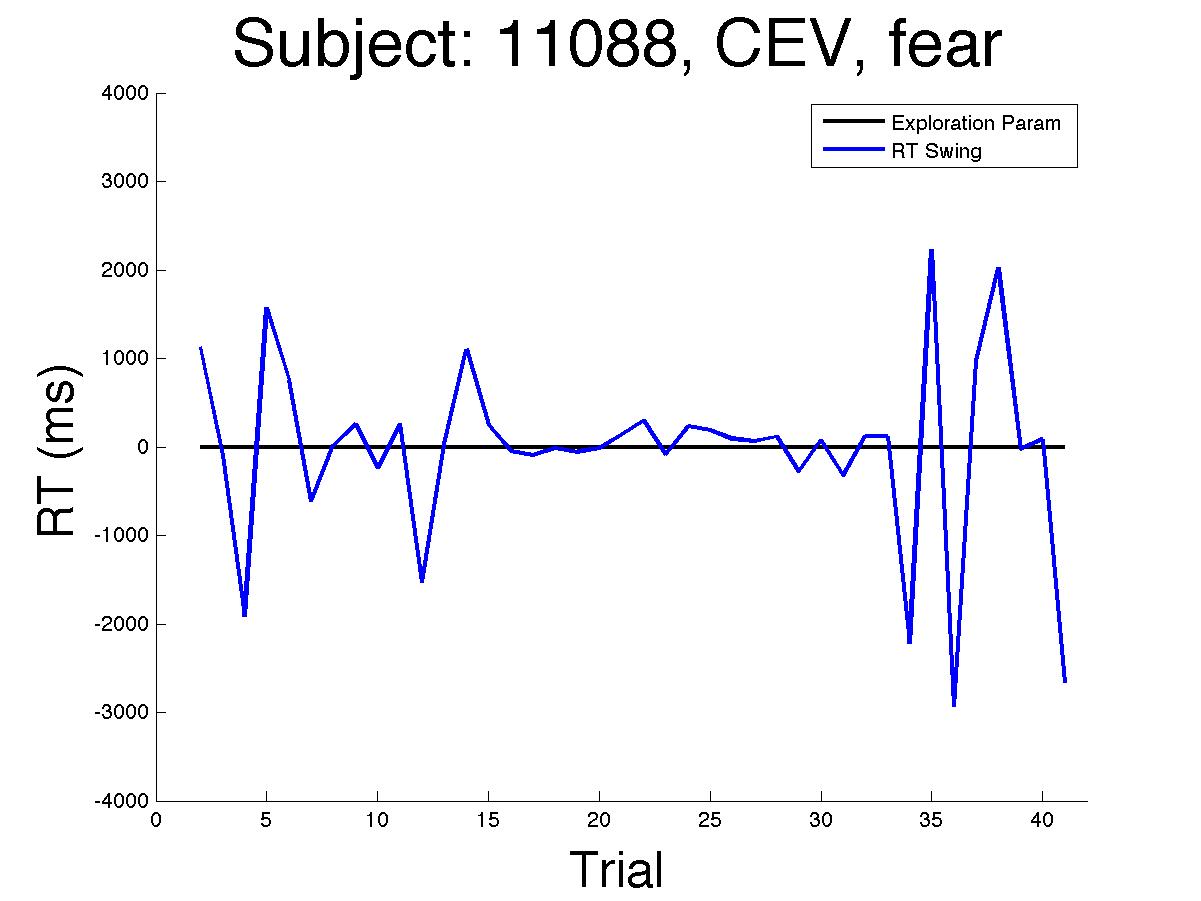 Subject: 11088, CEV, fear
4000
3000
2000
1000
0
-1000
-2000
-3000
-4000
RT (ms)
Exploration Param
RT Swing
0 5 10 15 20 25 30 35 40
Trial